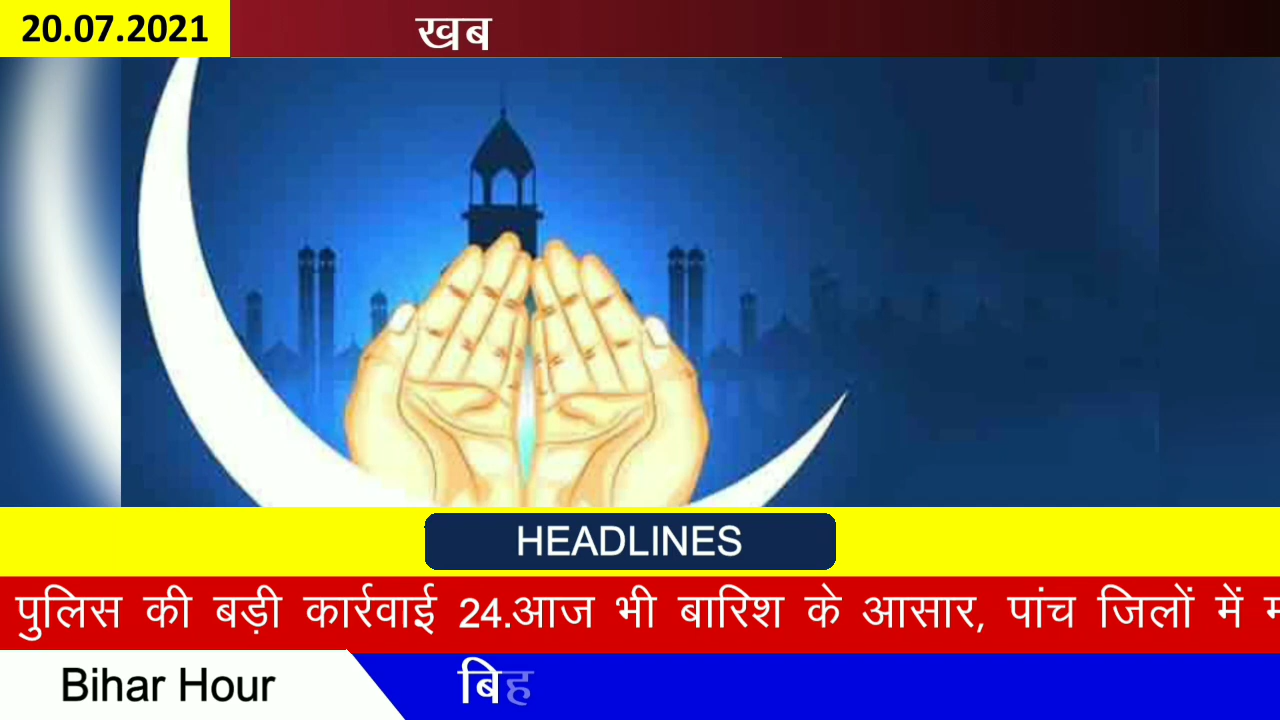 20.07.2021
खब
HEADLINES
पुलिस की बड़ी कार्रवाई 24.आज भी बारिश के आसार, पांच जिलों में
Bihar Hour
बिह